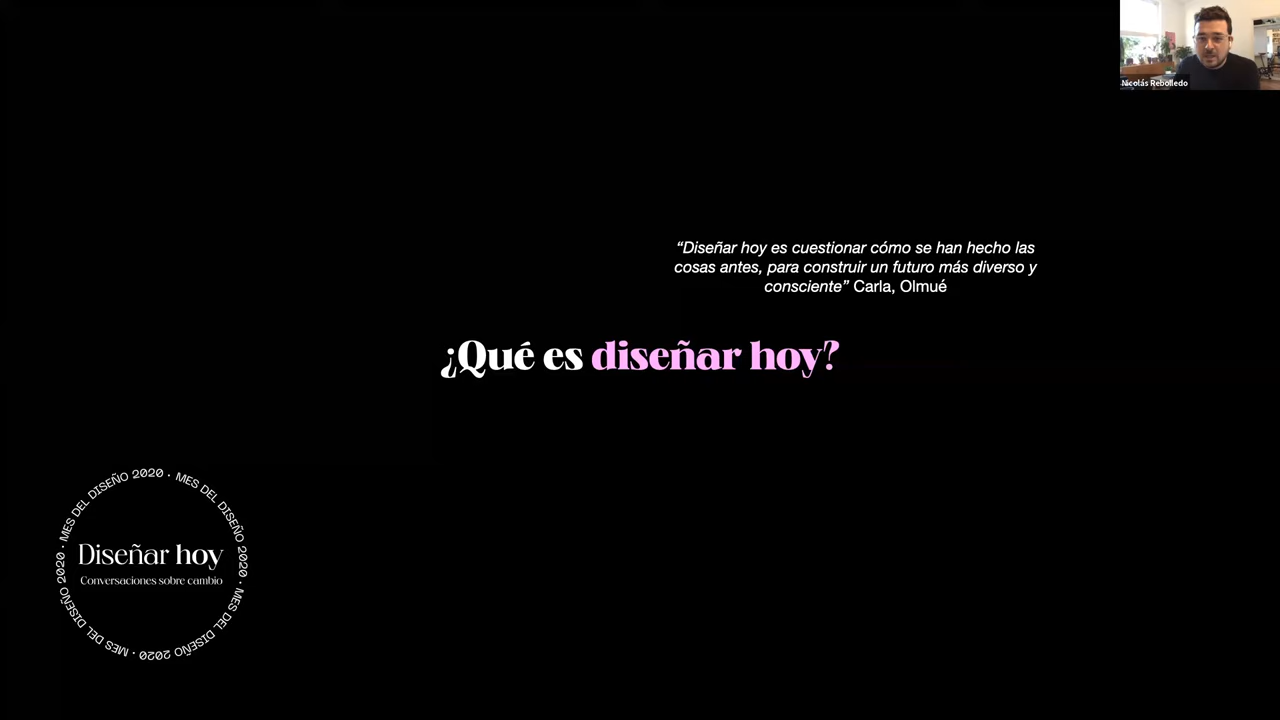 Nicolás Rebolledo
“Diseñar hoy es cuestionar cómo se han hecho las
cosas antes, para construir un futuro más diverso y
consciente” Carla, Olmué
¿Qué es diseñar hoy?
MES DEL DISEÑO 2020 · MES DEL DISEÑO 2020 · MES DEL DISEÑO 2020 · MES DEL DISEÑO 2020 ·
Diseñar hoy
Conversaciones sobre cambio